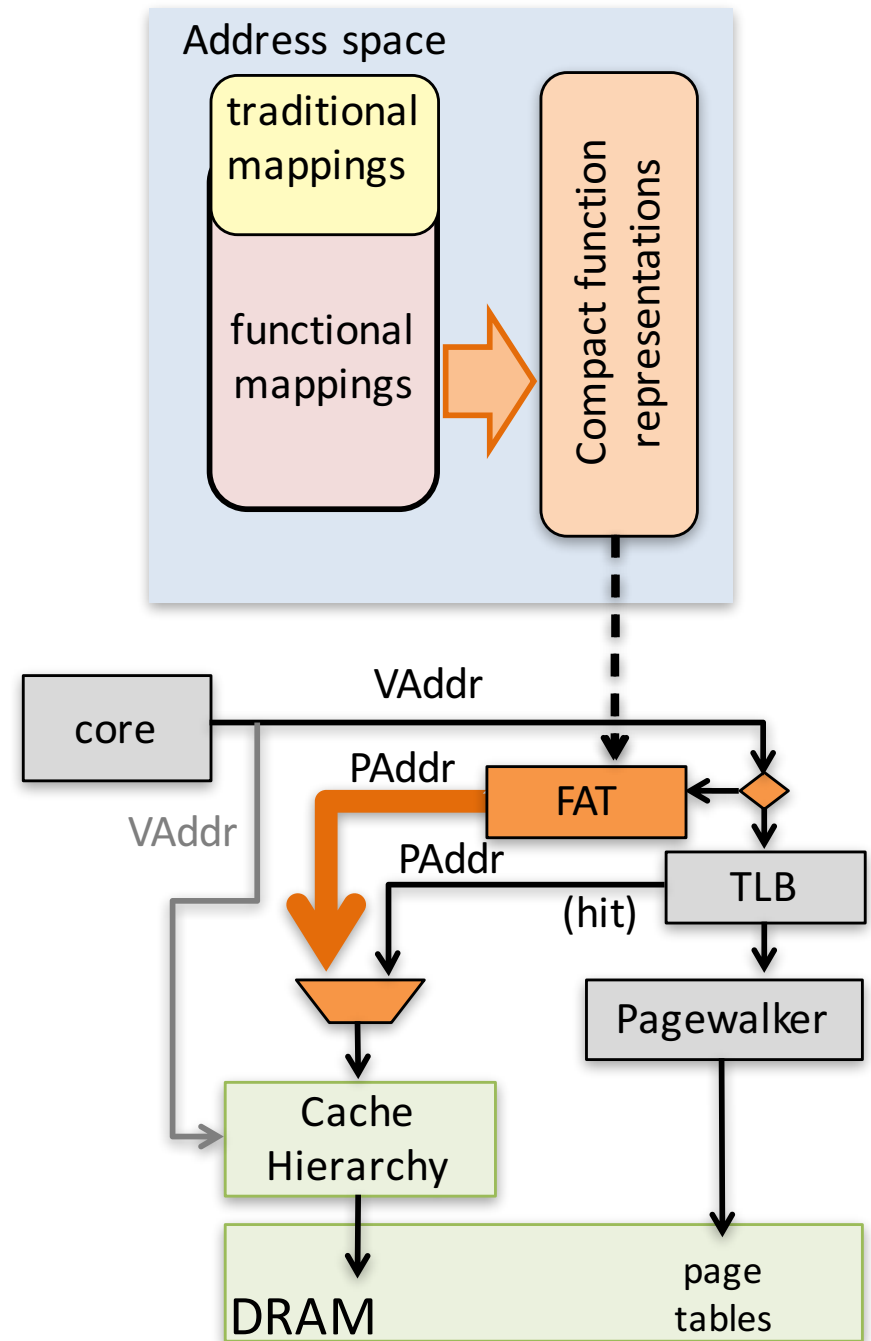 Address space
traditional
mappings
functional
mappings
Compact function
representations
VAddr
core
PAddr
FAT
VAddr
PAddr
TLB
(hit)
Pagewalker
Cache
Hierarchy
page
DRAM
tables